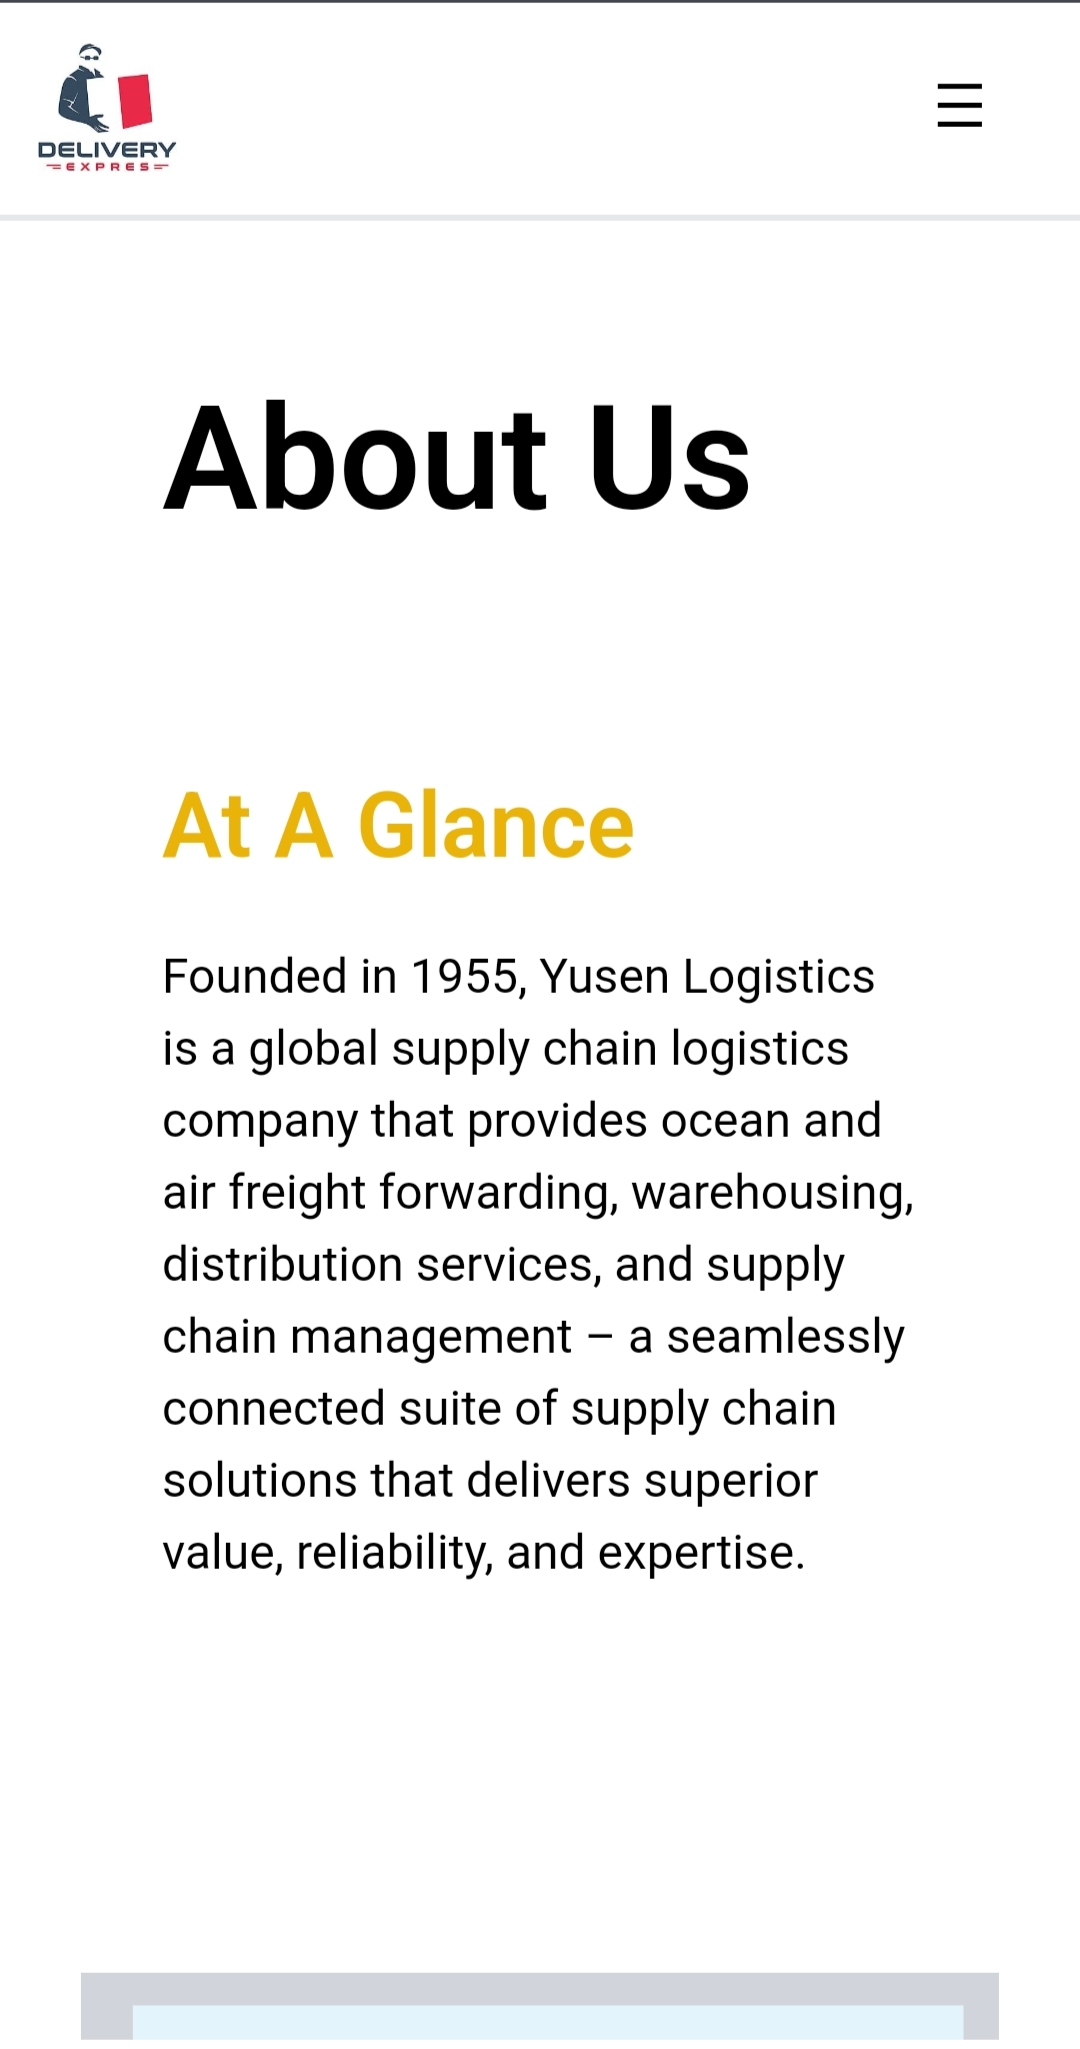 DELIVERY
EXPRES
About Us
At A Glance
Founded in 1955, Yusen Logistics
is a global supply chain logistics
company that provides ocean and
air freight forwarding, warehousing,
distribution services, and supply
chain management – a seamlessly
connected suite of supply chain
solutions that delivers superior
value, reliability, and expertise.